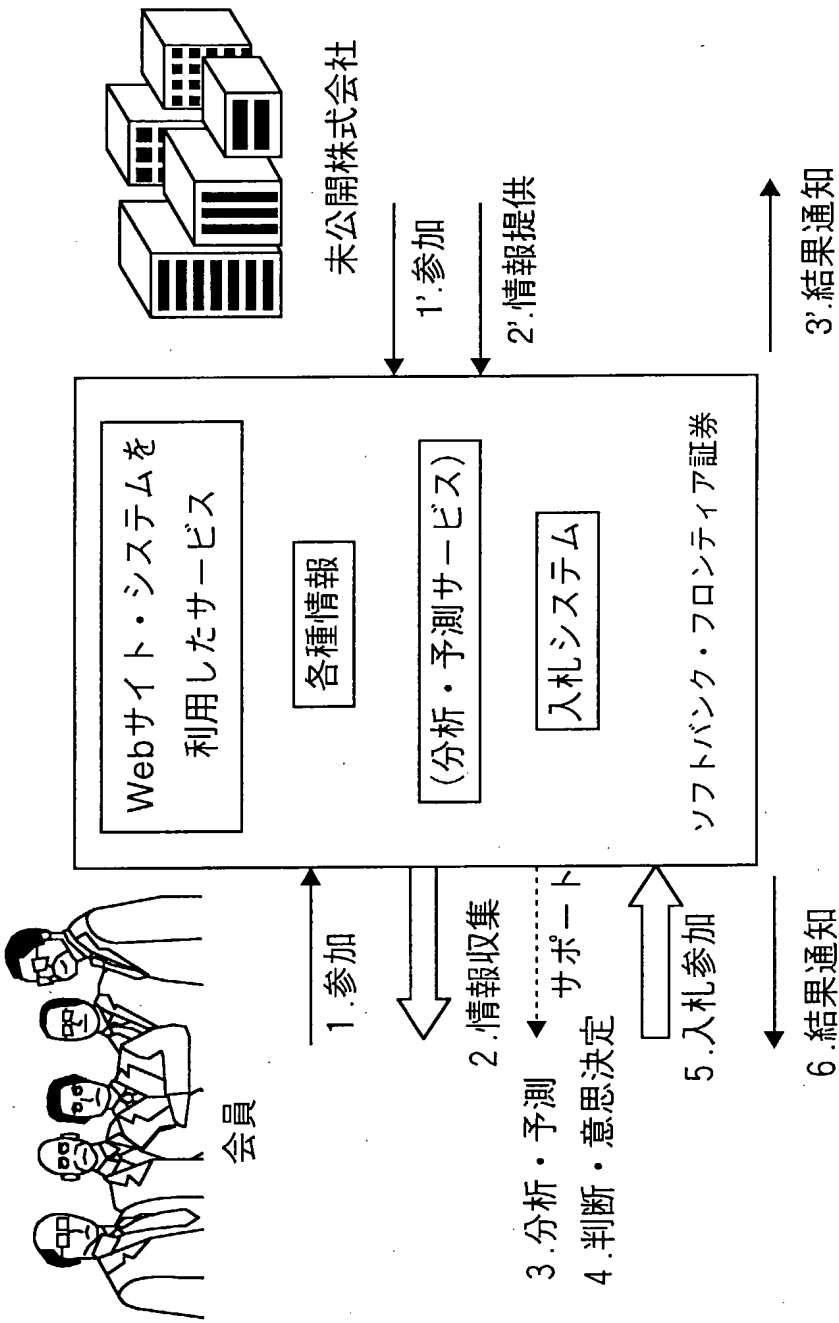 会員
1.参加
2.情報収集
サポート
3.分析・予測
4.判断・意思決定
5.入札参加
6.結果通知
Webサイト・システムを
利用したサービス
各種情報
(分析・予測サービス)
入札システム
ソフトバンク・フロンティア証券
未公開株式会社
1'.参加
2'.情報提供
3'.結果通知